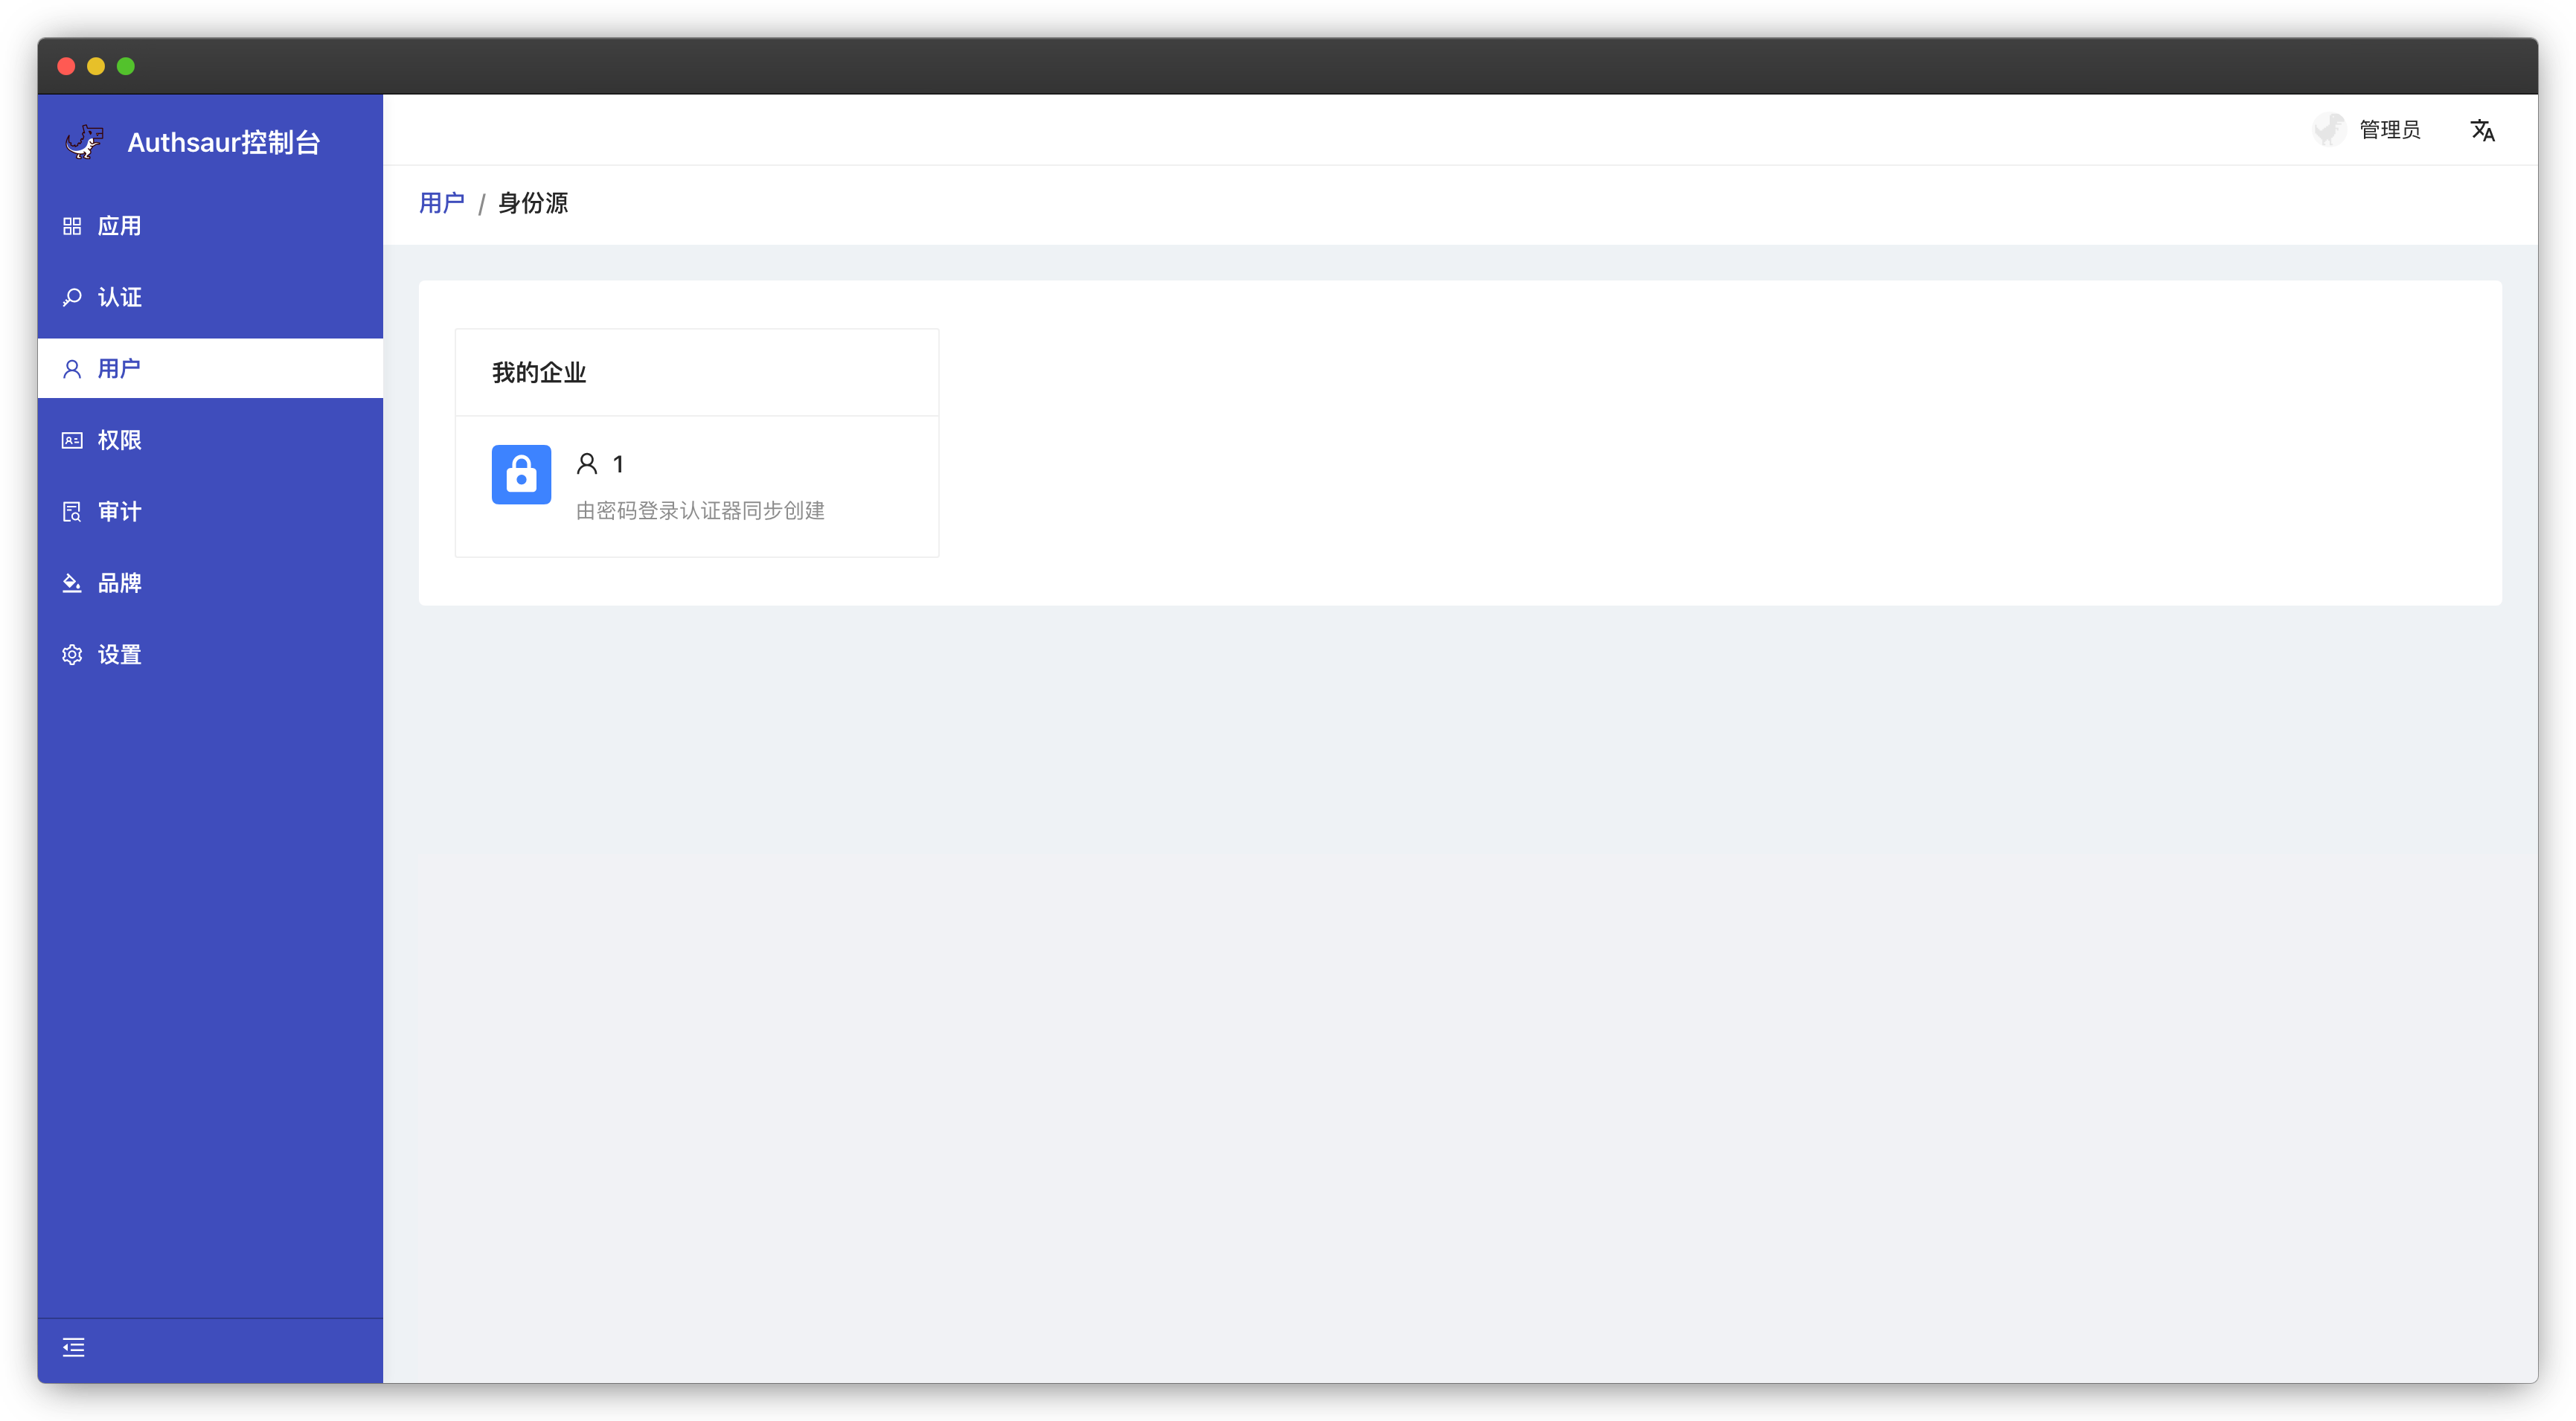 Authsaur控制台
管理员
应用
认证
用户
权限
审计
品牌
设置
用户 / 身份源
我的企业
1
由密码登录认证器同步创建